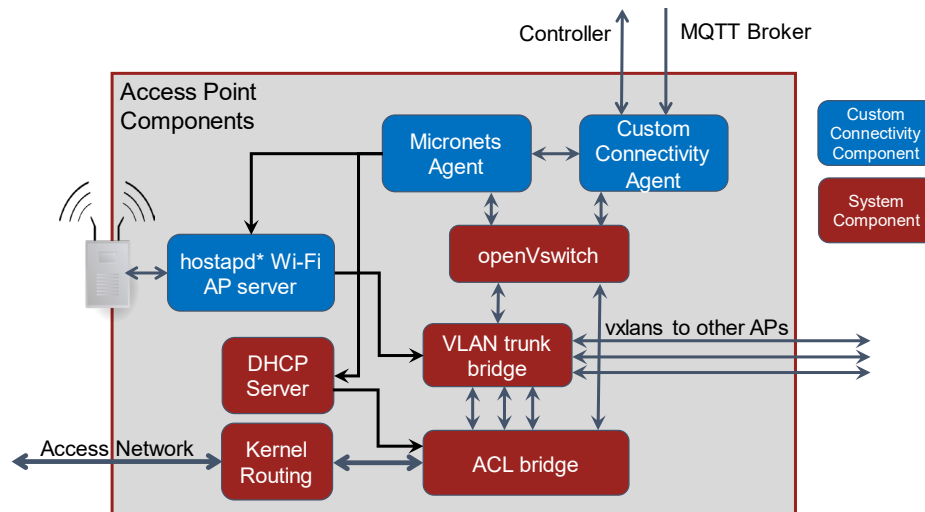 Controller
MQTT Broker
Access Point
Components
Micronets
Agent
Custom
Connectivity
Agent
Custom
Connectivity
Component
System
Component
hostapd* Wi-Fi
AP server
openVswitch
vxlans to other APs
VLAN trunk
bridge
DHCP
Server
Access Network
Kernel
Routing
ACL bridge